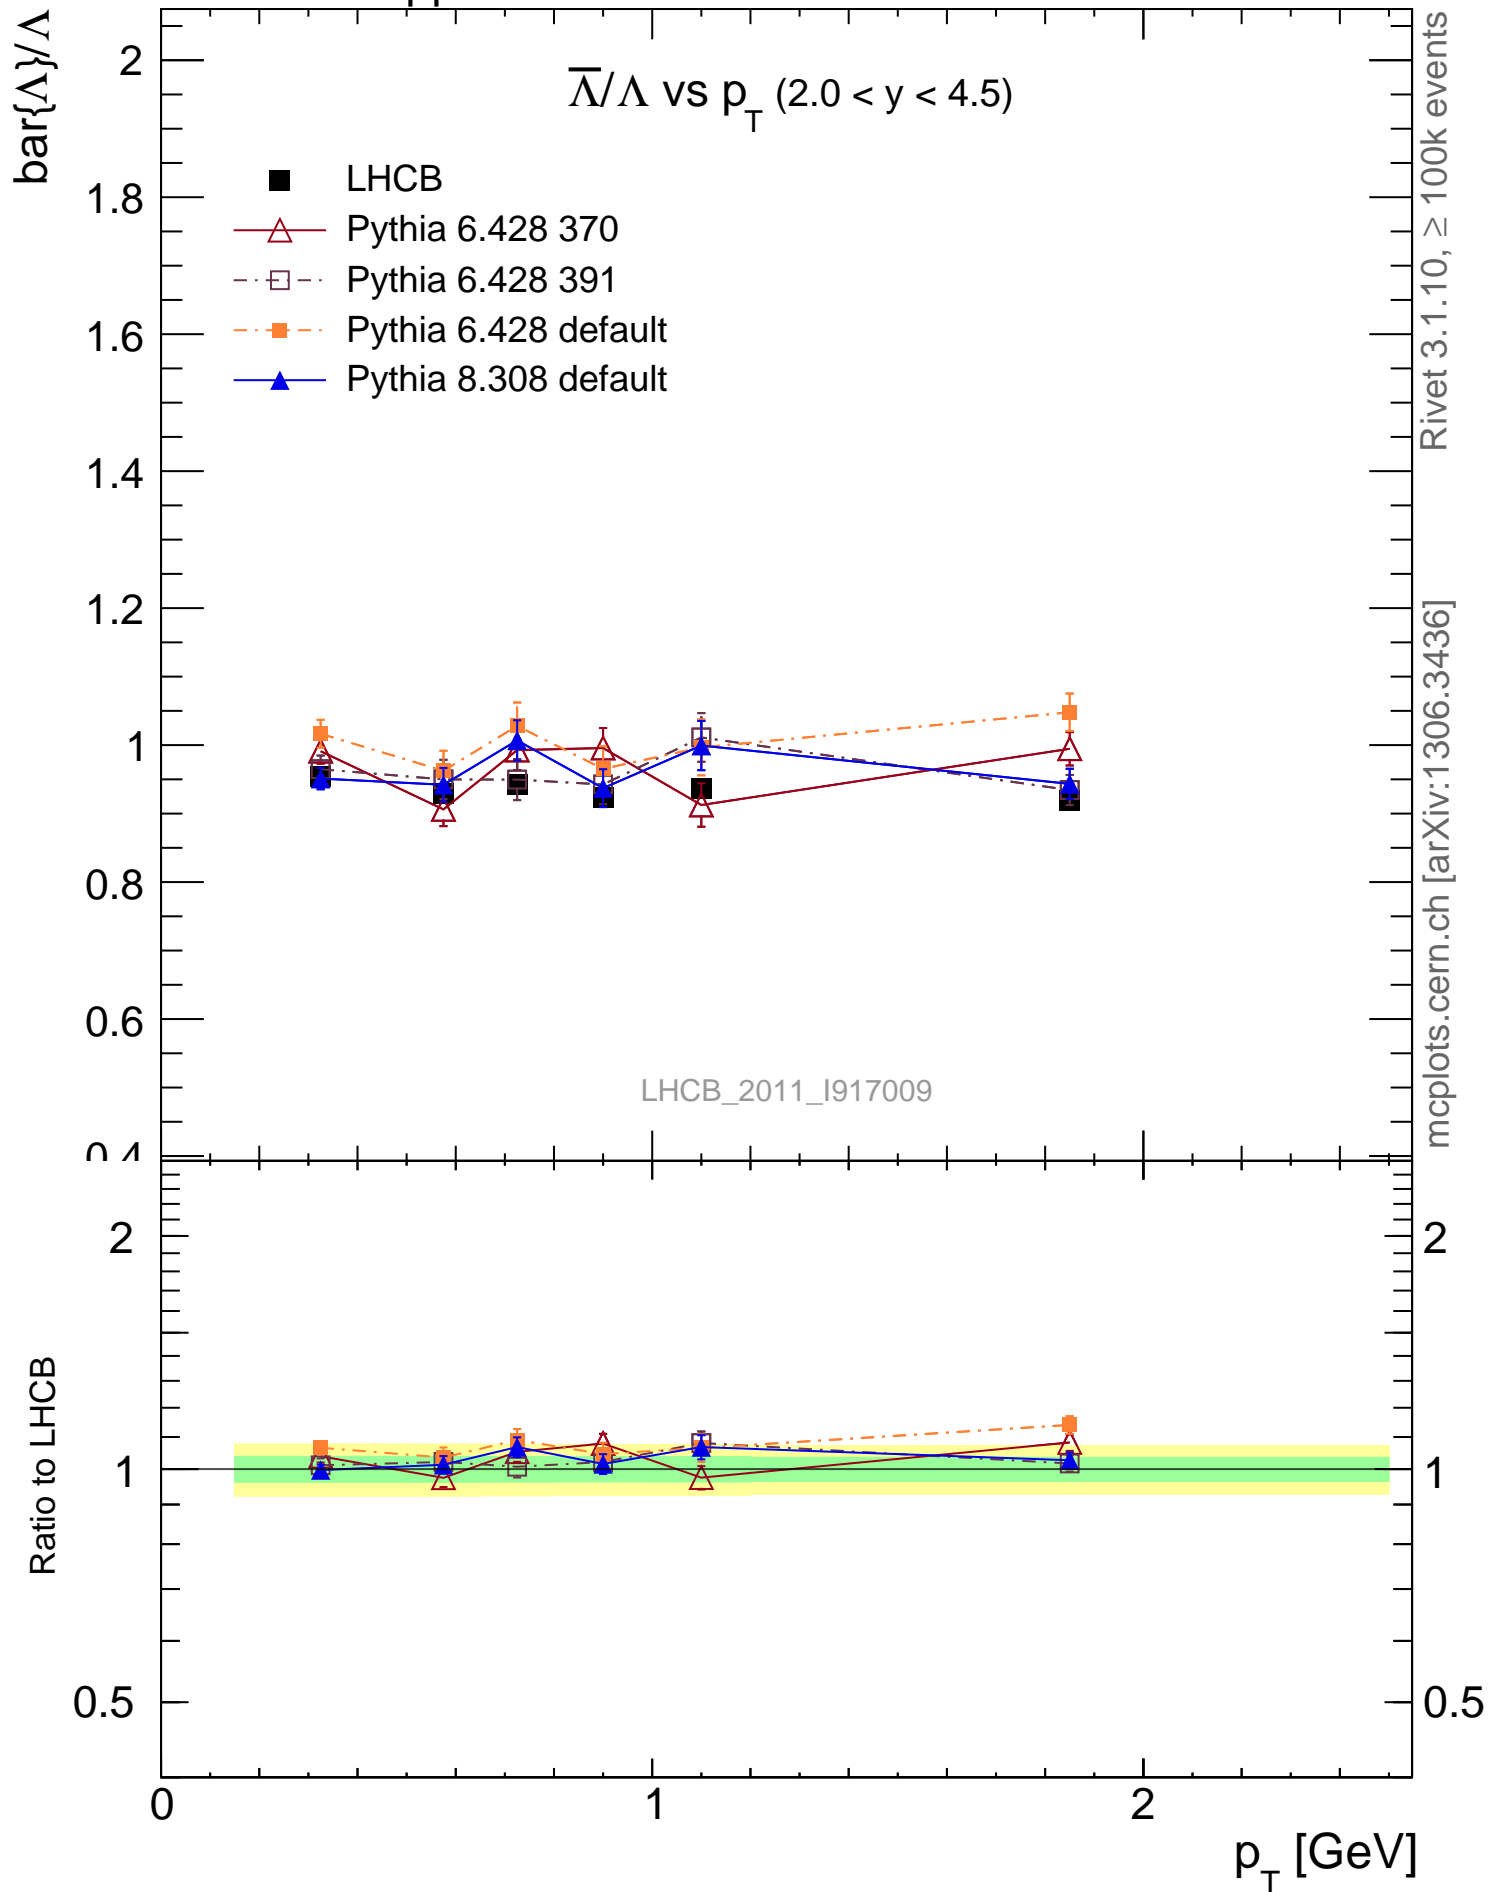 bar{Λ}/Λ
Λ̅/Λ vs p_T (2.0 < y < 4.5)
LHCB
Pythia 6.428 370
Pythia 6.428 391
Pythia 6.428 default
Pythia 8.308 default
2
1.8
1.6
1.4
1.2
1
0.8
0.6
0.4
LHCB_2011_I917009
Rivet 3.1.10, ≥ 100k events
mcplots.cern.ch [arXiv:1306.3436]
Ratio to LHCB
2
1
0.5
2
1
0.5
0
1
2
p_T [GeV]